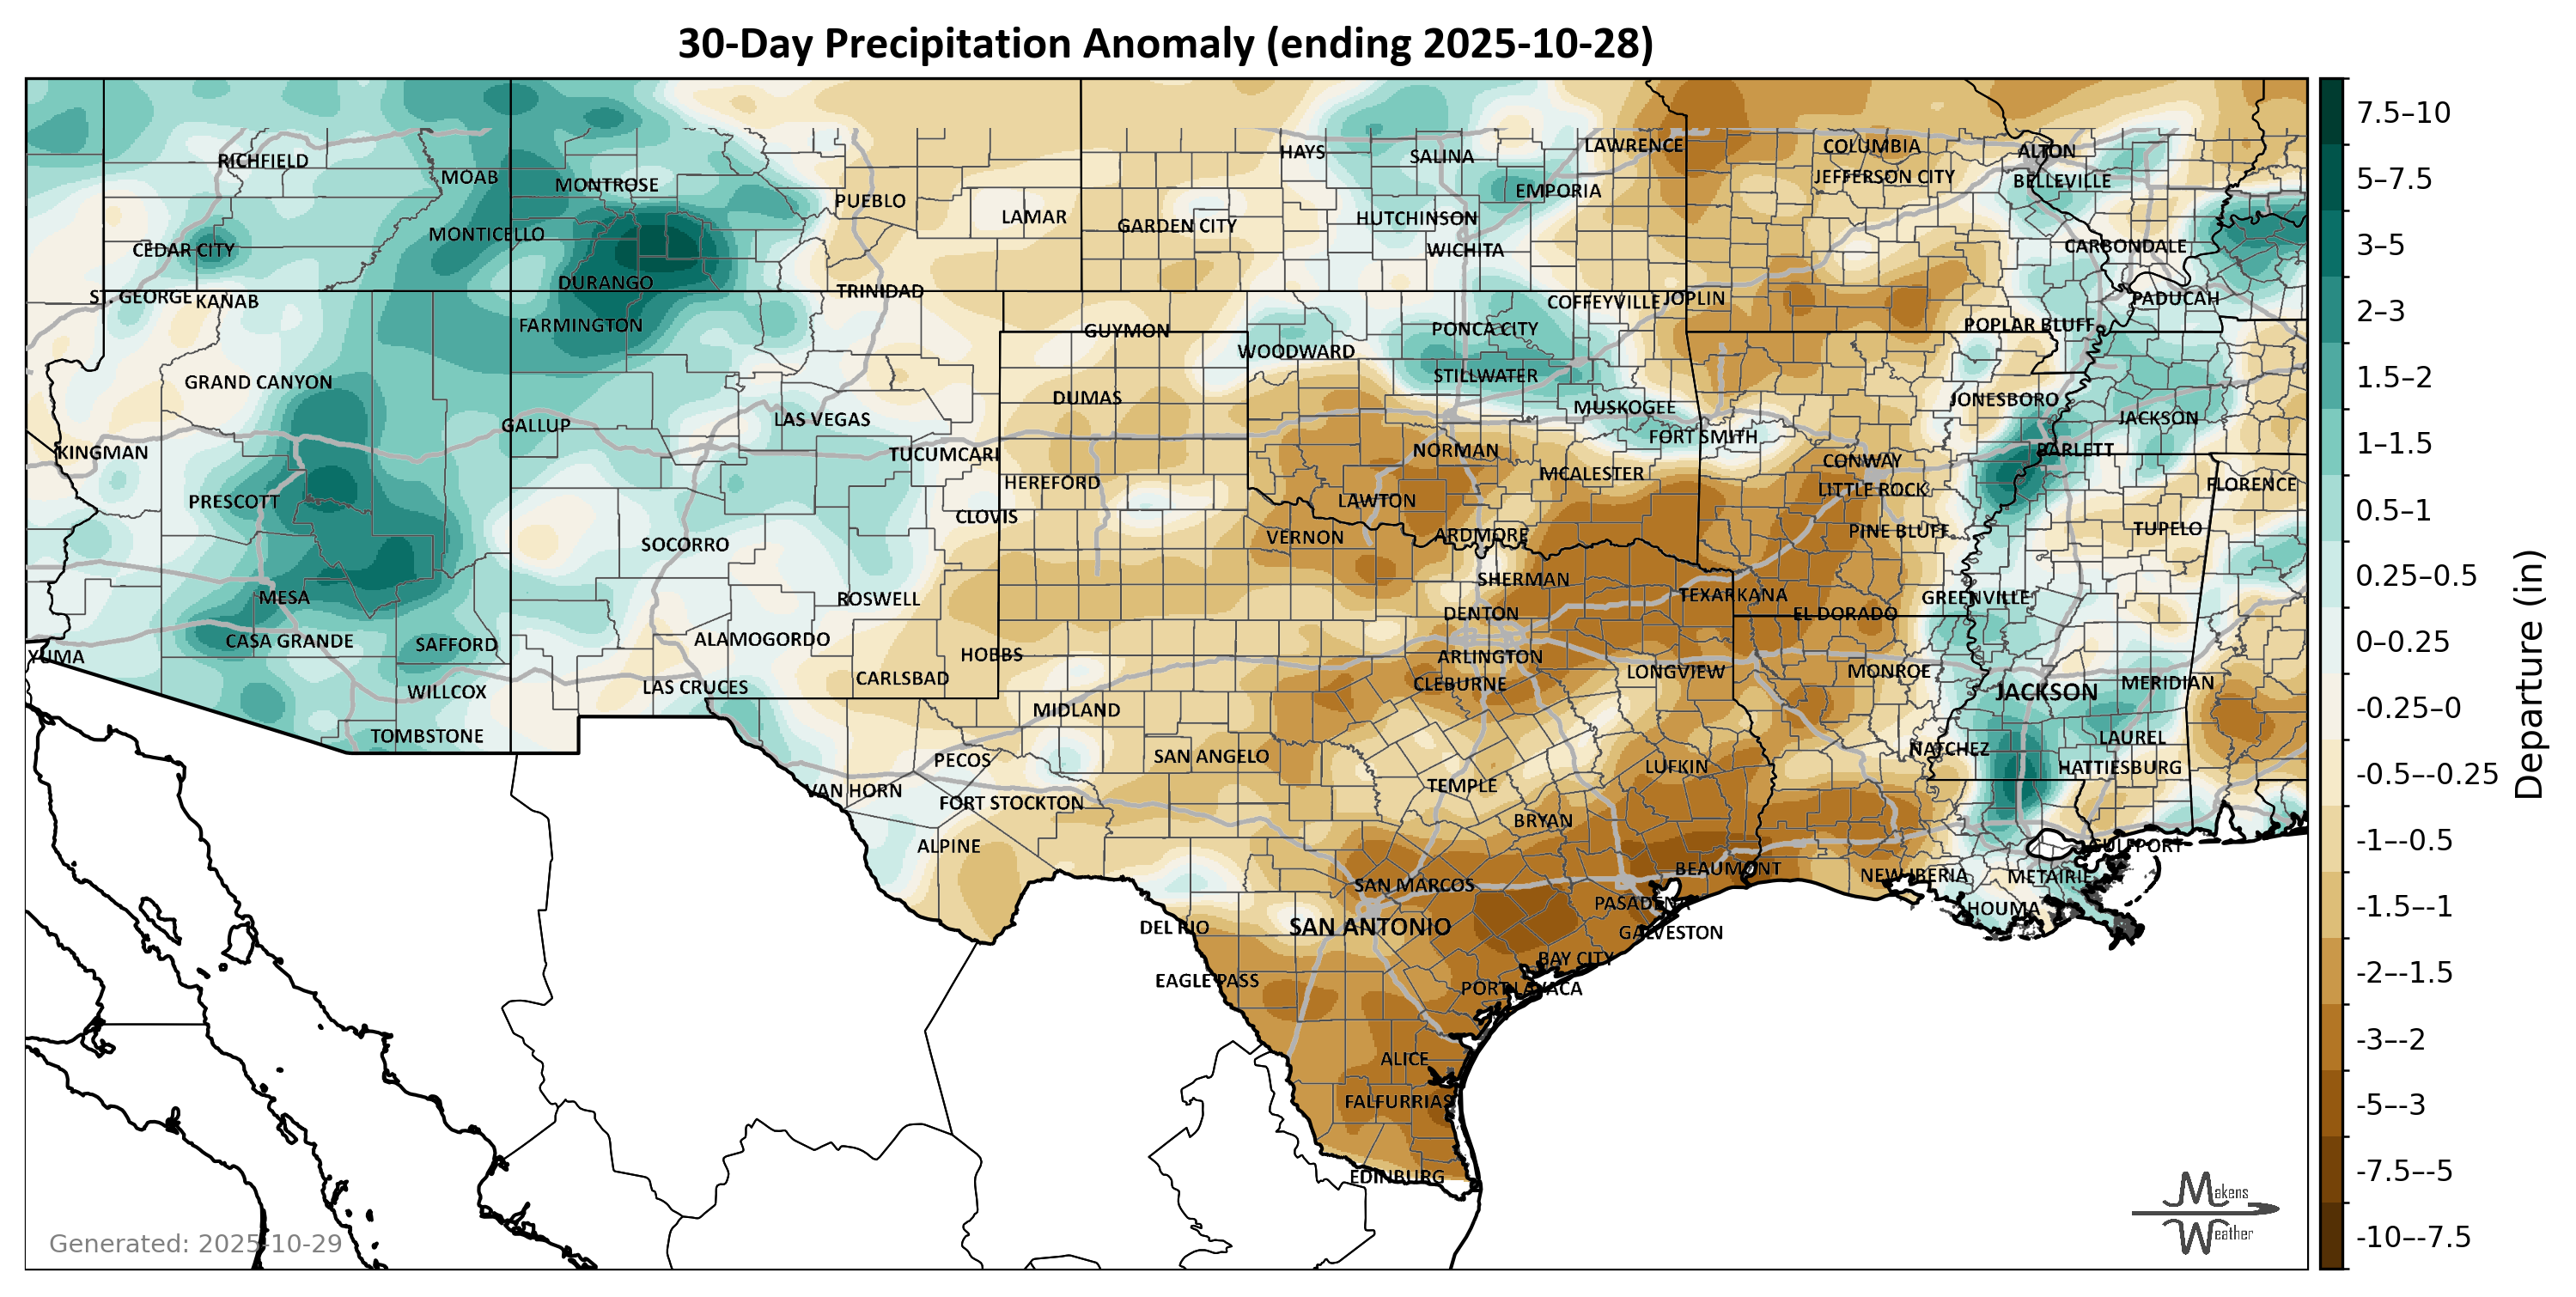 30-Day Precipitation Anomaly (ending 2025-10-28)
RICHFIELD
MOAB
MONTROSE
PUEBLO
LAMAR
HAYS
SALINA
LAWRENCE
COLUMBIA
ALTON
JEFFERSON CITY
BELLEVILLE
GARDEN CITY
HUTCHINSON
EMPORIA
CEDAR CITY
MONTICELLO
WICHITA
CARBONDALE
DURANGO
TRINIDAD
ST. GEORGE
KANAB
COFFEYVILLE
JOPLIN
PADUCAH
FARMINGTON
GUYMON
PONCA CITY
POPLAR BLUFF
WOODWARD
GRAND CANYON
STILLWATER
DUMAS
MUSKOGEE
JONESBORO
JACKSON
GALLUP
LAS VEGAS
FORT SMITH
KINGMAN
TUCUMCARI
NORMAN
BARLETT
CONWAY
MCALESTER
HEREFORD
LITTLE ROCK
FLORENCE
PRESCOTT
LAWTON
CLOVIS
PINE BLUFF
TUPELO
SOCORRO
VERNON
ARDMORE
SHERMAN
MESA
ROSWELL
TEXARKANA
GREENVILLE
CASA GRANDE
SAFFORD
ALAMOGORDO
DENTON
EL DORADO
YUMA
HOBBS
ARLINGTON
LAS CRUCES
CARLSBAD
CLEBURNE
LONGVIEW
MONROE
WILLCOX
JACKSON
MERIDIAN
MIDLAND
TOMBSTONE
PECOS
SAN ANGELO
LAUREL
NATCHEZ
LUFKIN
HATTIESBURG
VAN HORN
FORT STOCKTON
TEMPLE
BRYAN
ALPINE
GULFPORT
BEAUMONT
SAN MARCOS
NEW IBERIA
METAIRIE
PASADENA
HOUMA
DEL RIO
SAN ANTONIO
GALVESTON
BAY CITY
EAGLE PASS
PORT LAVACA
ALICE
FALFURRIAS
EDINBURG
Generated: 2025-10-29
Makens
Weather
7.5–10
5–7.5
3–5
2–3
1.5–2
1–1.5
0.5–1
0.25–0.5
0–0.25
-0.25–0
-0.5–-0.25
-1–-0.5
-1.5–-1
-2–-1.5
-3–-2
-5–-3
-7.5–-5
-10–-7.5
Departure (in)